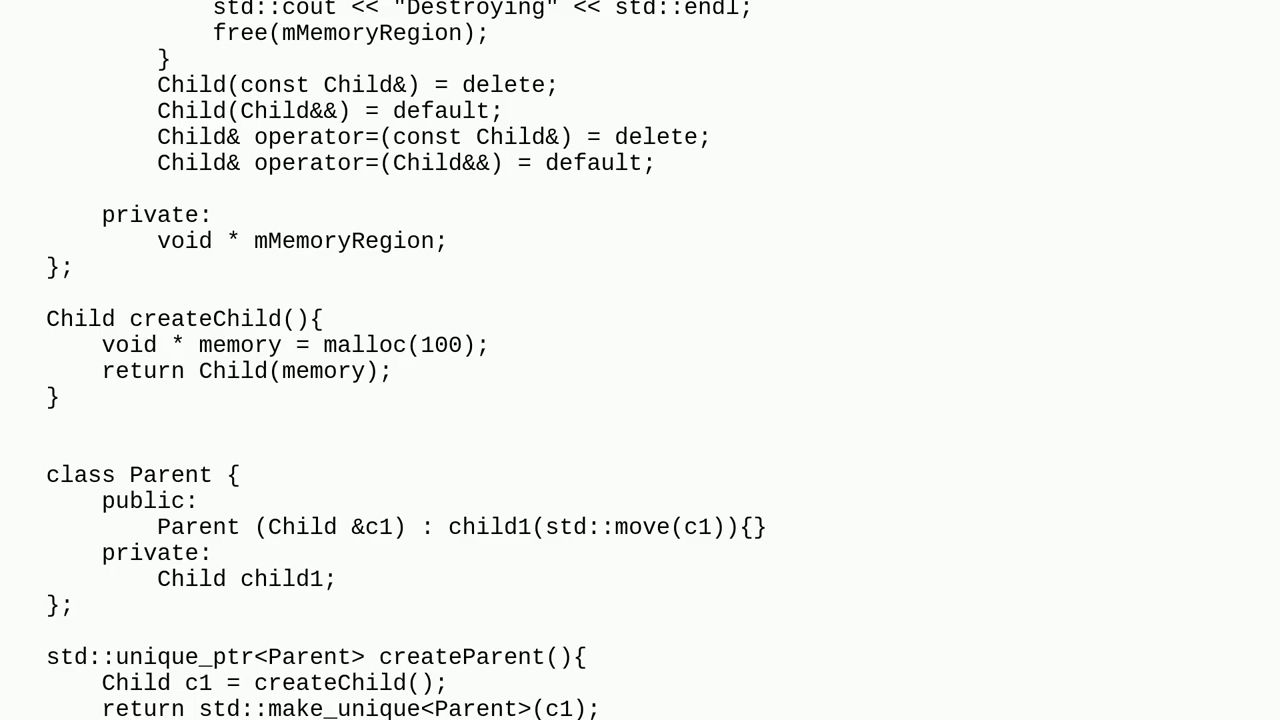 std::cout << "Destroying" << std::endl;
free(mMemoryRegion);
}
Child(const Child&) = delete;
Child(Child&&) = default;
Child& operator=(const Child&) = delete;
Child& operator=(Child&&) = default;
private:
void * mMemoryRegion;
};
Child createChild(){
void * memory = malloc(100);
return Child(memory);
}
class Parent {
public:
Parent (Child &c1) : child1(std::move(c1)){}
private:
Child child1;
};
std::unique_ptr<Parent> createParent(){
Child c1 = createChild();
return std::make_unique<Parent>(c1);